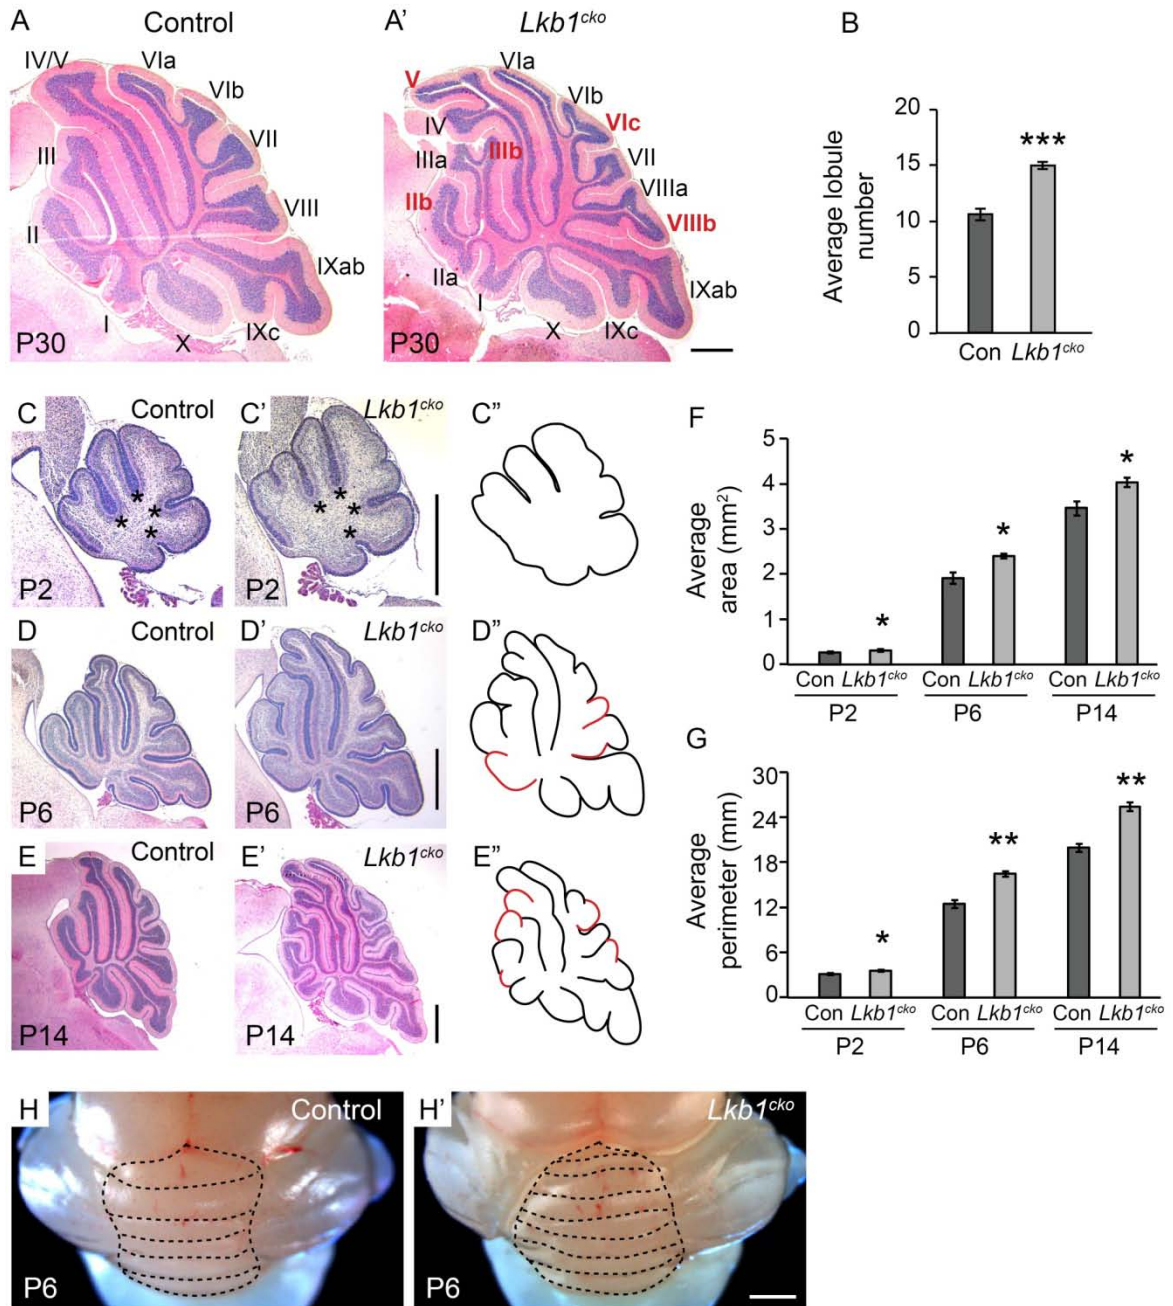 A Control
IV/V
VIa
VIb
VII
VIII
IXab
IXc
X
I
II
III
P30
A' Lkb1cko
VIa
VIb
VIc
VII
VIIIa
VIIIb
IXab
IXc
X
I
IIa
IIb
IIIa
IIIb
IV
V
P30
B
Average lobule
number
20
15
10
5
0
***
Con Lkb1cko
C Control
* * * *
P2
C' Lkb1cko
* * * *
P2
C"
D Control
P6
D' Lkb1cko
P6
D"
E Control
P14
E' Lkb1cko
P14
E"
F
Average
area (mm2)
5
4
3
2
1
0
* * *
Con Lkb1cko Con Lkb1cko Con Lkb1cko
P2 P6 P14
G
Average
perimeter (mm)
30
24
18
12
6
0
* ** **
Con Lkb1cko Con Lkb1cko Con Lkb1cko
P2 P6 P14
H Control
P6
H' Lkb1cko
P6